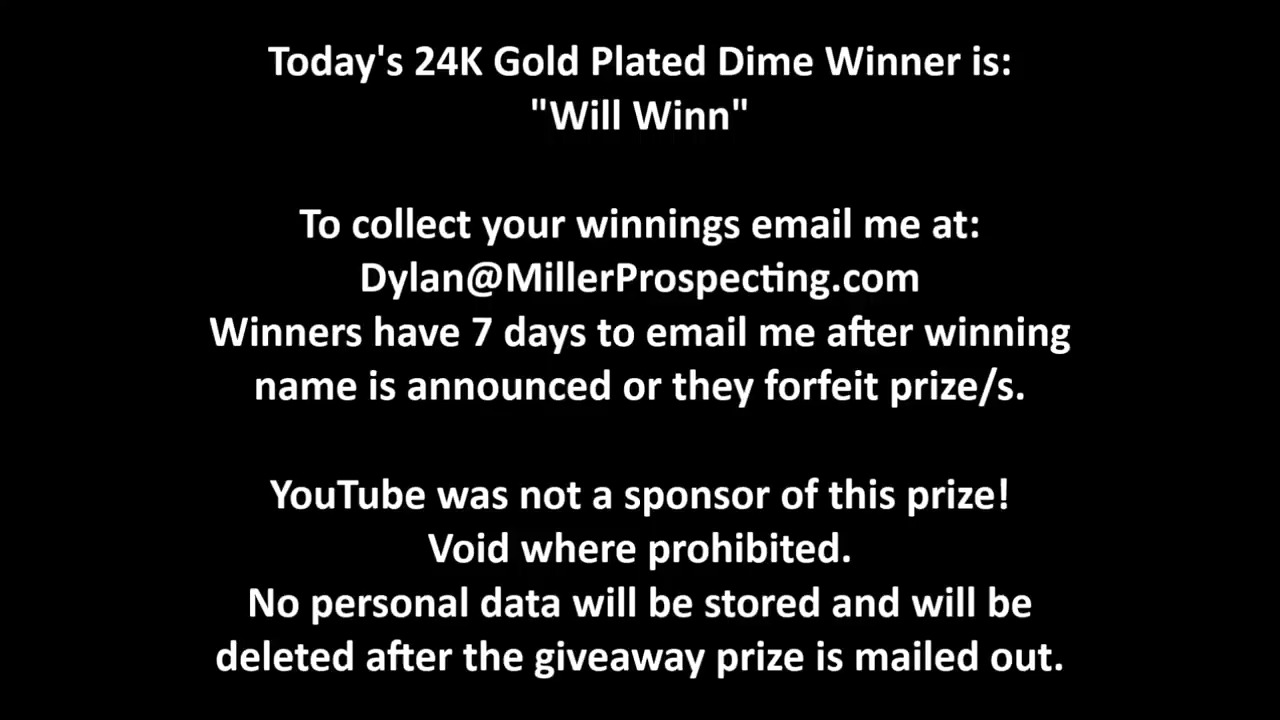 Today's 24K Gold Plated Dime Winner is:
"Will Winn"
To collect your winnings email me at:
Dylan@MillerProspecting.com
Winners have 7 days to email me after winning
name is announced or they forfeit prize/s.
YouTube was not a sponsor of this prize!
Void where prohibited.
No personal data will be stored and will be
deleted after the giveaway prize is mailed out.